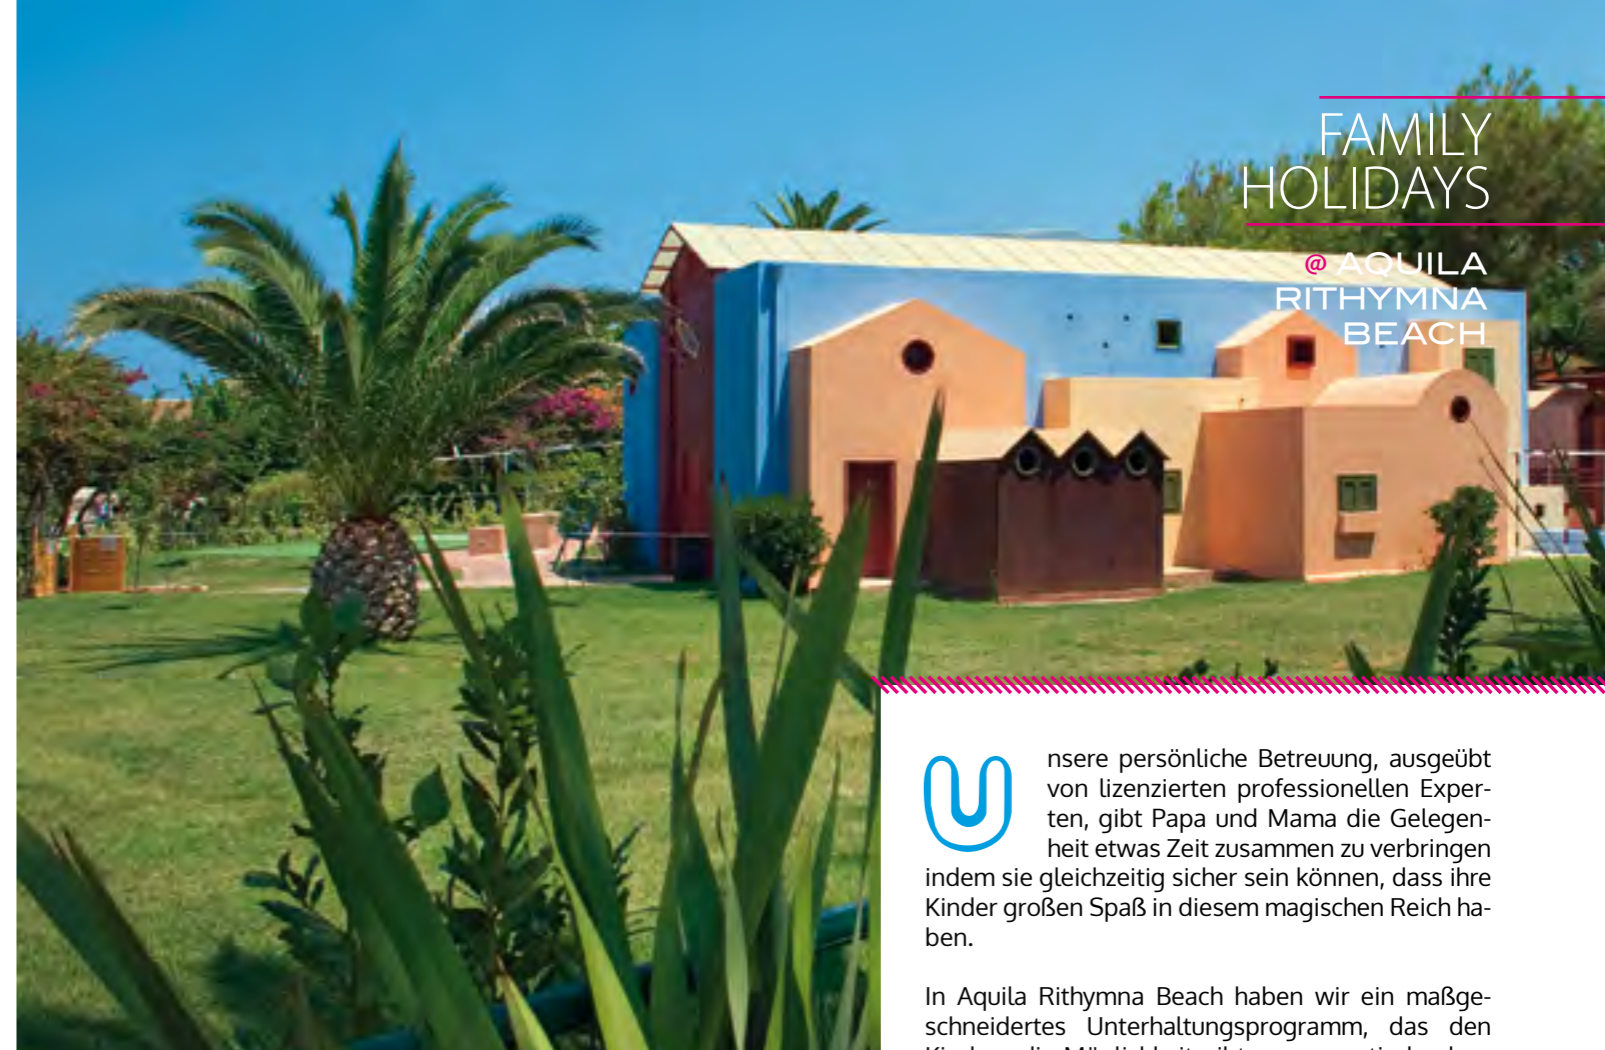 FAMILY
HOLIDAYS
@ AQUILA
RITHYMNA
BEACH
Unsere persönliche Betreuung, ausgeübt
von lizenzierten professionellen Exper-
ten, gibt Papa und Mama die Gelegen-
heit etwas Zeit zusammen zu verbringen
indem sie gleichzeitig sicher sein können, dass ihre
Kinder großen Spaß in diesem magischen Reich ha-
ben.
In Aquila Rithymna Beach haben wir ein maßge-
schneidertes Unterhaltungsprogramm, das den